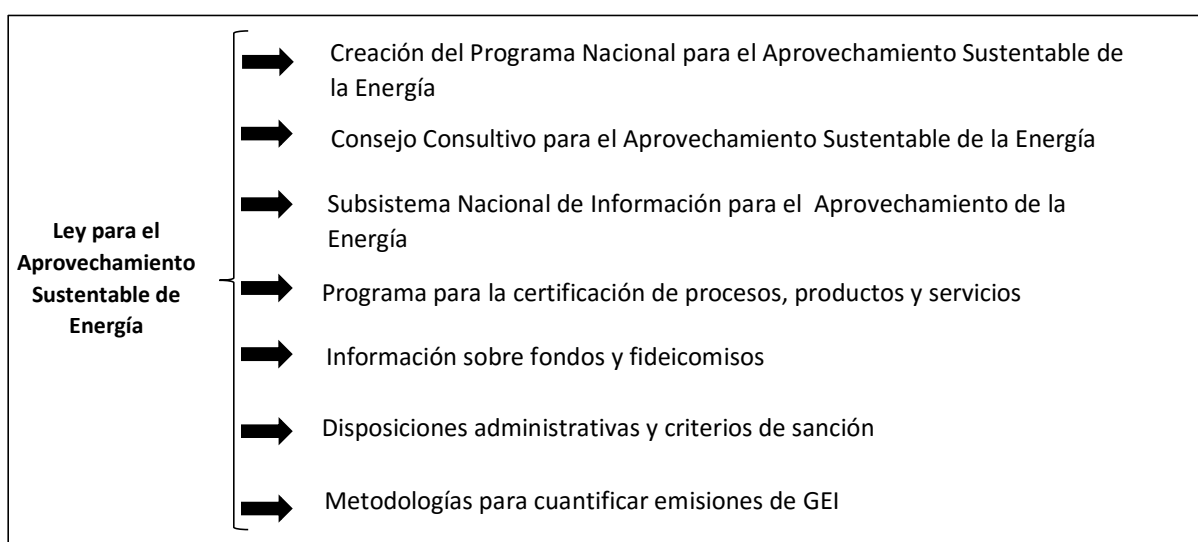 Ley para el
Aprovechamiento
Sustentable de
Energía
Creación del Programa Nacional para el Aprovechamiento Sustentable de
la Energía
Consejo Consultivo para el Aprovechamiento Sustentable de la Energía
Subsistema Nacional de Información para el Aprovechamiento de la
Energía
Programa para la certificación de procesos, productos y servicios
Información sobre fondos y fideicomisos
Disposiciones administrativas y criterios de sanción
Metodologías para cuantificar emisiones de GEI